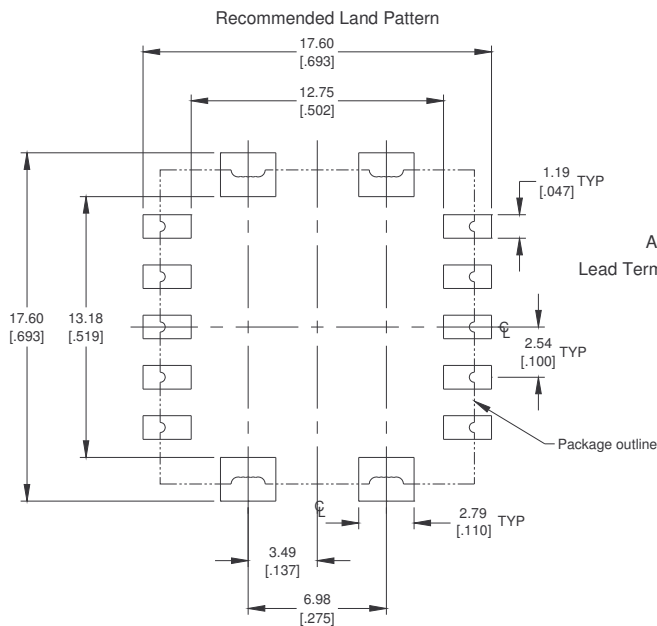 Recommended Land Pattern
17.60
[.693]
12.75
[.502]
1.19
[.047]
TYP
A
Lead Term
17.60
[.693]
13.18
[.519]
℄
2.54
[.100]
TYP
Package outline
℄
2.79
[.110]
TYP
3.49
[.137]
6.98
[.275]